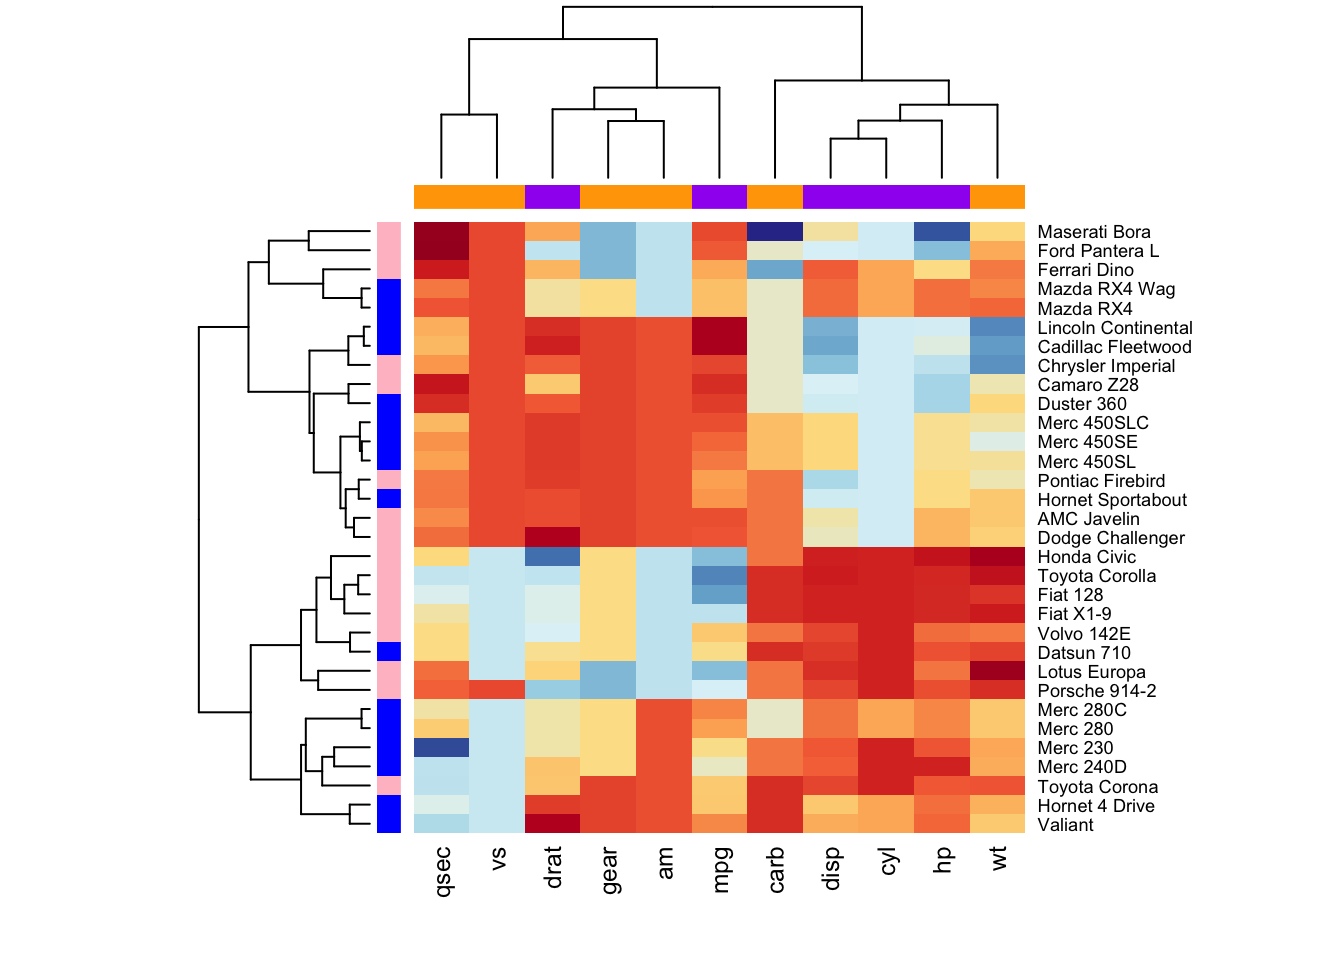 Maserati Bora
Ford Pantera L
Ferrari Dino
Mazda RX4 Wag
Mazda RX4
Lincoln Continental
Cadillac Fleetwood
Chrysler Imperial
Camaro Z28
Duster 360
Merc 450SLC
Merc 450SE
Merc 450SL
Pontiac Firebird
Hornet Sportabout
AMC Javelin
Dodge Challenger
Honda Civic
Toyota Corolla
Fiat 128
Fiat X1-9
Volvo 142E
Datsun 710
Lotus Europa
Porsche 914-2
Merc 280C
Merc 280
Merc 230
Merc 240D
Toyota Corona
Hornet 4 Drive
Valiant
qsec
vs
drat
gear
am
mpg
carb
disp
cyl
hp
wt